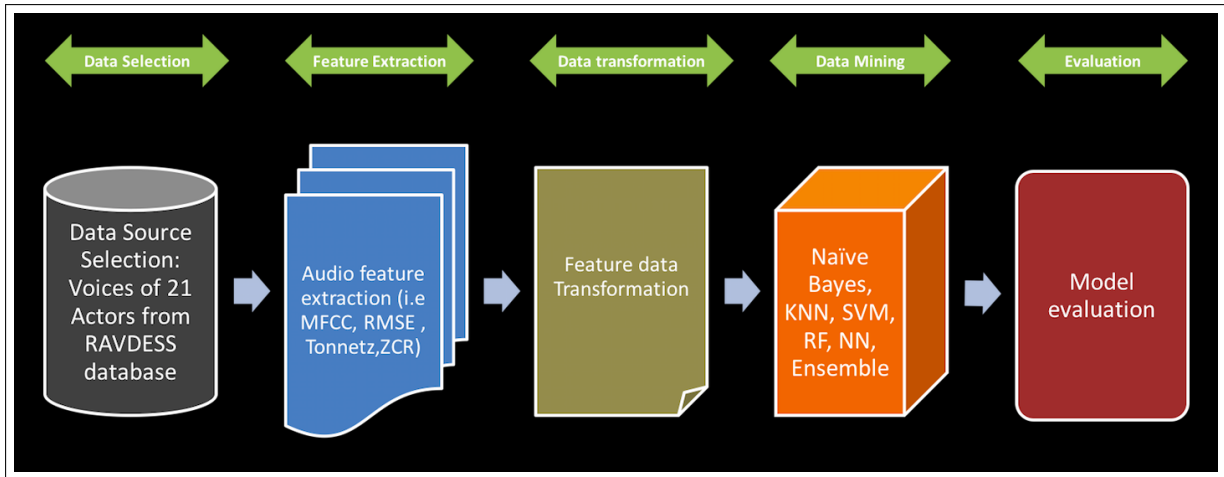 Data Selection
Feature Extraction
Data transformation
Data Mining
Evaluation
Data Source
Selection:
Voices of 21
Actors from
RAVDESS
database
Audio feature
extraction (i.e
MFCC, RMSE ,
Tonnetz,ZCR)
Feature data
Transformation
Naïve
Bayes,
KNN, SVM,
RF, NN,
Ensemble
Model
evaluation